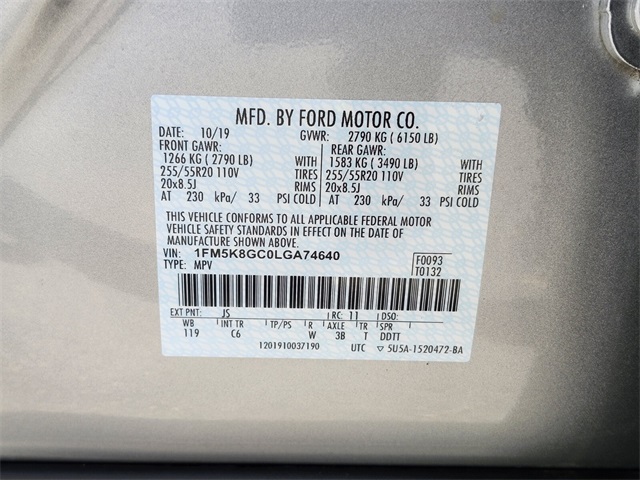 MFD. BY FORD MOTOR CO.
DATE: 10/19 GVWR: 2790 KG ( 6150 LB)
FRONT GAWR: REAR GAWR:
1266 KG ( 2790 LB) WITH 1583 KG ( 3490 LB) WITH
255/55R20 110V TIRES 255/55R20 110V TIRES
20x8.5J RIMS 20x8.5J RIMS
AT 230 kPa/ 33 PSI COLD AT 230 kPa/ 33 PSI COLD
THIS VEHICLE CONFORMS TO ALL APPLICABLE FEDERAL MOTOR
VEHICLE SAFETY STANDARDS IN EFFECT ON THE DATE OF
MANUFACTURE SHOWN ABOVE.
VIN: 1FM5K8GC0LGA74640 F0093
TYPE: MPV T0132
EXT PNT: JS RC: 11 DSO:
WB INT TR TP/PS R AXLE TR SPR
119 C6 W 3B T DDTT
1201910037190 UTC ▽ 5U5A-1520472-BA